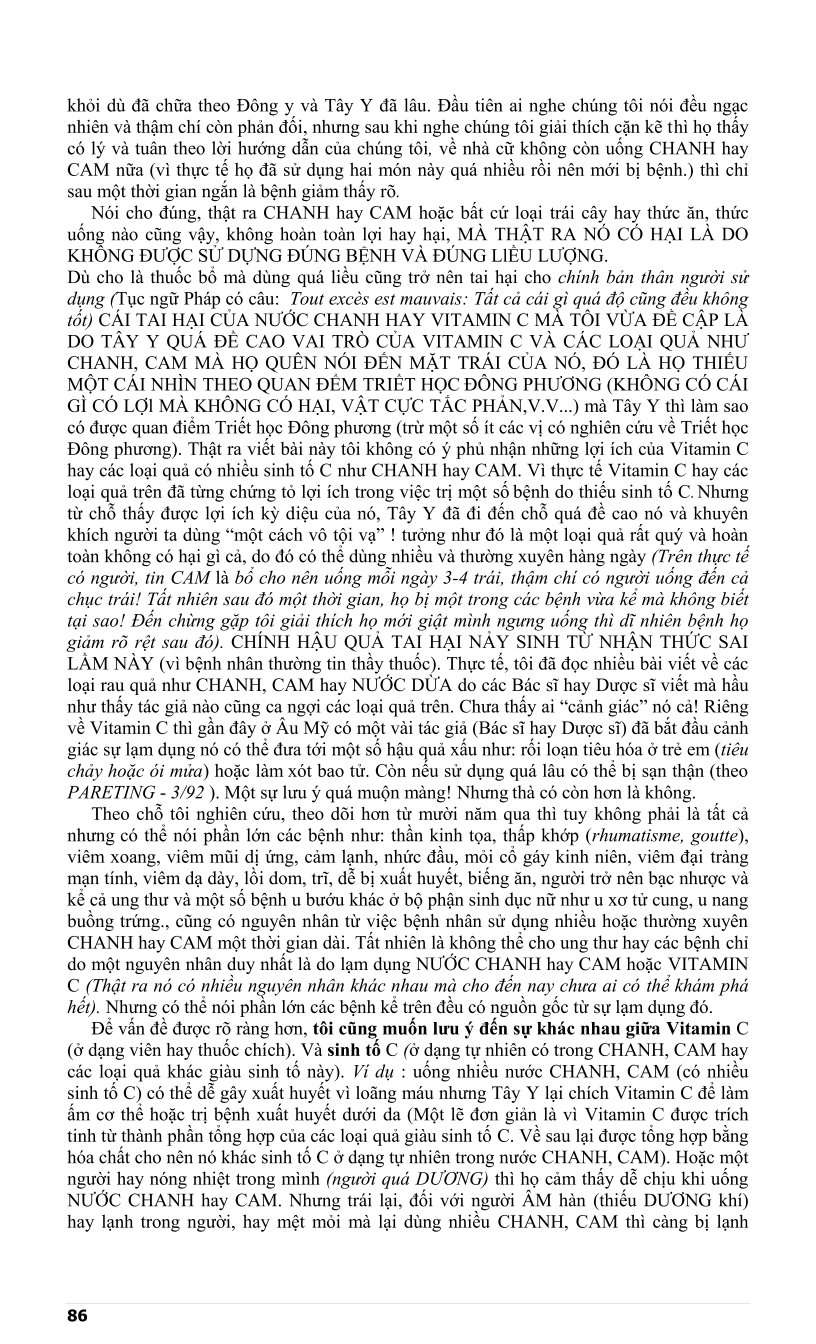 khỏi dù đã chữa theo Đông y và Tây Y đã lâu. Đầu tiên ai nghe chúng tôi nói đều ngạc
nhiên và thậm chí còn phản đối, nhưng sau khi nghe chúng tôi giải thích cặn kẽ thì họ thấy
có lý và tuân theo lời hướng dẫn của chúng tôi, về nhà cữ không còn uống CHANH hay
CAM nữa (vì thực tế họ đã sử dụng hai món này quá nhiều rồi nên mới bị bệnh.) thì chỉ
sau một thời gian ngắn là bệnh giảm thấy rõ.
Nói cho đúng, thật ra CHANH hay CAM hoặc bất cứ loại trái cây hay thức ăn, thức
uống nào cũng vậy, không hoàn toàn lợi hay hại, MÀ THẬT RA NÓ CÓ HẠI LÀ DO
KHÔNG ĐƯỢC SỬ DỤNG ĐÚNG BỆNH VÀ ĐÚNG LlỀU LƯỢNG.
Dù cho là thuốc bổ mà dùng quá liều cũng trở nên tai hại cho chính bản thân người sử
dụng (Tục ngữ Pháp có câu: Tout excès est mauvais: Tất cả cái gì quá độ cũng đều không
tốt) CÁI TAI HẠI CỦA NƯỚC CHANH HAY VITAMIN C MÀ TÔI VỪA ĐỀ CẬP LÀ
DO TÂY Y QUÁ ĐỀ CAO VAI TRÒ CỦA VITAMIN C VÀ CÁC LOẠI QUẢ NHƯ
CHANH, CAM MÀ HỌ QUÊN NÓI ĐẾN MẶT TRÁI CỦA NÓ, ĐÓ LÀ HỌ THIẾU
MỘT CÁI NHÌN THEO QUAN ĐỂM TRIẾT HỌC ĐÔNG PHƯƠNG (KHÔNG CÓ CÁI
GÌ CÓ LỢl MÀ KHÔNG CÓ HẠI, VẬT CỰC TẮC PHẢN,V.V...) mà Tây Y thì làm sao
có được quan điểm Triết học Đông phương (trừ một số ít các vị có nghiên cứu về Triết học
Đông phương). Thật ra viết bài này tôi không có ý phủ nhận những lợi ích của Vitamin C
hay các loại quả có nhiều sinh tố C như CHANH hay CAM. Vì thực tế Vitamin C hay các
loại quả trên đã từng chứng tỏ lợi ích trong việc trị một số bệnh do thiếu sinh tố C. Nhưng
từ chỗ thấy được lợi ích kỳ diệu của nó, Tây Y đã đi đến chỗ quá đề cao nó và khuyên
khích người ta dùng “một cách vô tội vạ” ! tưởng như đó là một loại quả rất quý và hoàn
toàn không có hại gì cả, do đó có thể dùng nhiều và thường xuyên hàng ngày (Trên thực tế
có người, tin CAM là bổ cho nên uống mỗi ngày 3-4 trái, thậm chí có người uống đến cả
chục trái! Tất nhiên sau đó một thời gian, họ bị một trong các bệnh vừa kể mà không biết
tại sao! Đến chừng gặp tôi giải thích họ mới giật mình ngưng uống thì dĩ nhiên bệnh họ
giảm rõ rệt sau đó). CHÍNH HẬU QUẢ TAI HẠI NẢY SINH TỪ NHẬN THỨC SAI
LẦM NÀY (vì bệnh nhân thường tin thầy thuốc). Thực tế, tôi đã đọc nhiều bài viết về các
loại rau quả như CHANH, CAM hay NƯỚC DỪA do các Bác sĩ hay Dược sĩ viết mà hầu
như thấy tác giả nào cũng ca ngợi các loại quả trên. Chưa thấy ai “cảnh giác” nó cả! Riêng
về Vitamin C thì gần đây ở Âu Mỹ có một vài tác giả (Bác sĩ hay Dược sĩ) đã bắt đầu cảnh
giác sự lạm dụng nó có thể đưa tới một số hậu quả xấu như: rối loạn tiêu hóa ở trẻ em (tiêu
chảy hoặc ói mửa) hoặc làm xót bao tử. Còn nếu sử dụng quá lâu có thể bị sạn thận (theo
PARETING - 3/92 ). Một sự lưu ý quá muộn màng! Nhưng thà có còn hơn là không.
Theo chỗ tôi nghiên cứu, theo dõi hơn từ mười năm qua thì tuy không phải là tất cả
nhưng có thể nói phần lớn các bệnh như: thần kinh tọa, thấp khớp (rhumatisme, goutte),
viêm xoang, viêm mũi dị ứng, cảm lạnh, nhức đầu, mỏi cổ gáy kinh niên, viêm đại tràng
mạn tính, viêm dạ dày, lồi dom, trĩ, dễ bị xuất huyết, biếng ăn, người trở nên bạc nhược và
kể cả ung thư và một số bệnh u bướu khác ở bộ phận sinh dục nữ như u xơ tử cung, u nang
buồng trứng., cũng có nguyên nhân từ việc bệnh nhân sử dụng nhiều hoặc thường xuyên
CHANH hay CAM một thời gian dài. Tất nhiên là không thể cho ung thư hay các bệnh chỉ
do một nguyên nhân duy nhất là do lạm dụng NƯỚC CHANH hay CAM hoặc VITAMIN
C (Thật ra nó có nhiều nguyên nhân khác nhau mà cho đến nay chưa ai có thể khám phá
hết). Nhưng có thể nói phần lớn các bệnh kể trên đều có nguồn gốc từ sự lạm dụng đó.
Để vấn đề được rõ ràng hơn, tôi cũng muốn lưu ý đến sự khác nhau giữa Vitamin C
(ở dạng viên hay thuốc chích). Và sinh tố C (ở dạng tự nhiên có trong CHANH, CAM hay
các loại quả khác giàu sinh tố này). Ví dụ : uống nhiều nước CHANH, CAM (có nhiều
sinh tố C) có thể dễ gây xuất huyết vì loãng máu nhưng Tây Y lại chích Vitamin C để làm
ấm cơ thể hoặc trị bệnh xuất huyết dưới da (Một lẽ đơn giản là vì Vitamin C được trích
tinh từ thành phần tổng hợp của các loại quả giàu sinh tố C. Về sau lại được tổng hợp bằng
hóa chất cho nên nó khác sinh tố C ở dạng tự nhiên trong nước CHANH, CAM). Hoặc một
người hay nóng nhiệt trong mình (người quá DƯƠNG) thì họ cảm thấy dễ chịu khi uống
NƯỚC CHANH hay CAM. Nhưng trái lại, đối với người ÂM hàn (thiếu DƯƠNG khí)
hay lạnh trong người, hay mệt mỏi mà lại dùng nhiều CHANH, CAM thì càng bị lạnh
86